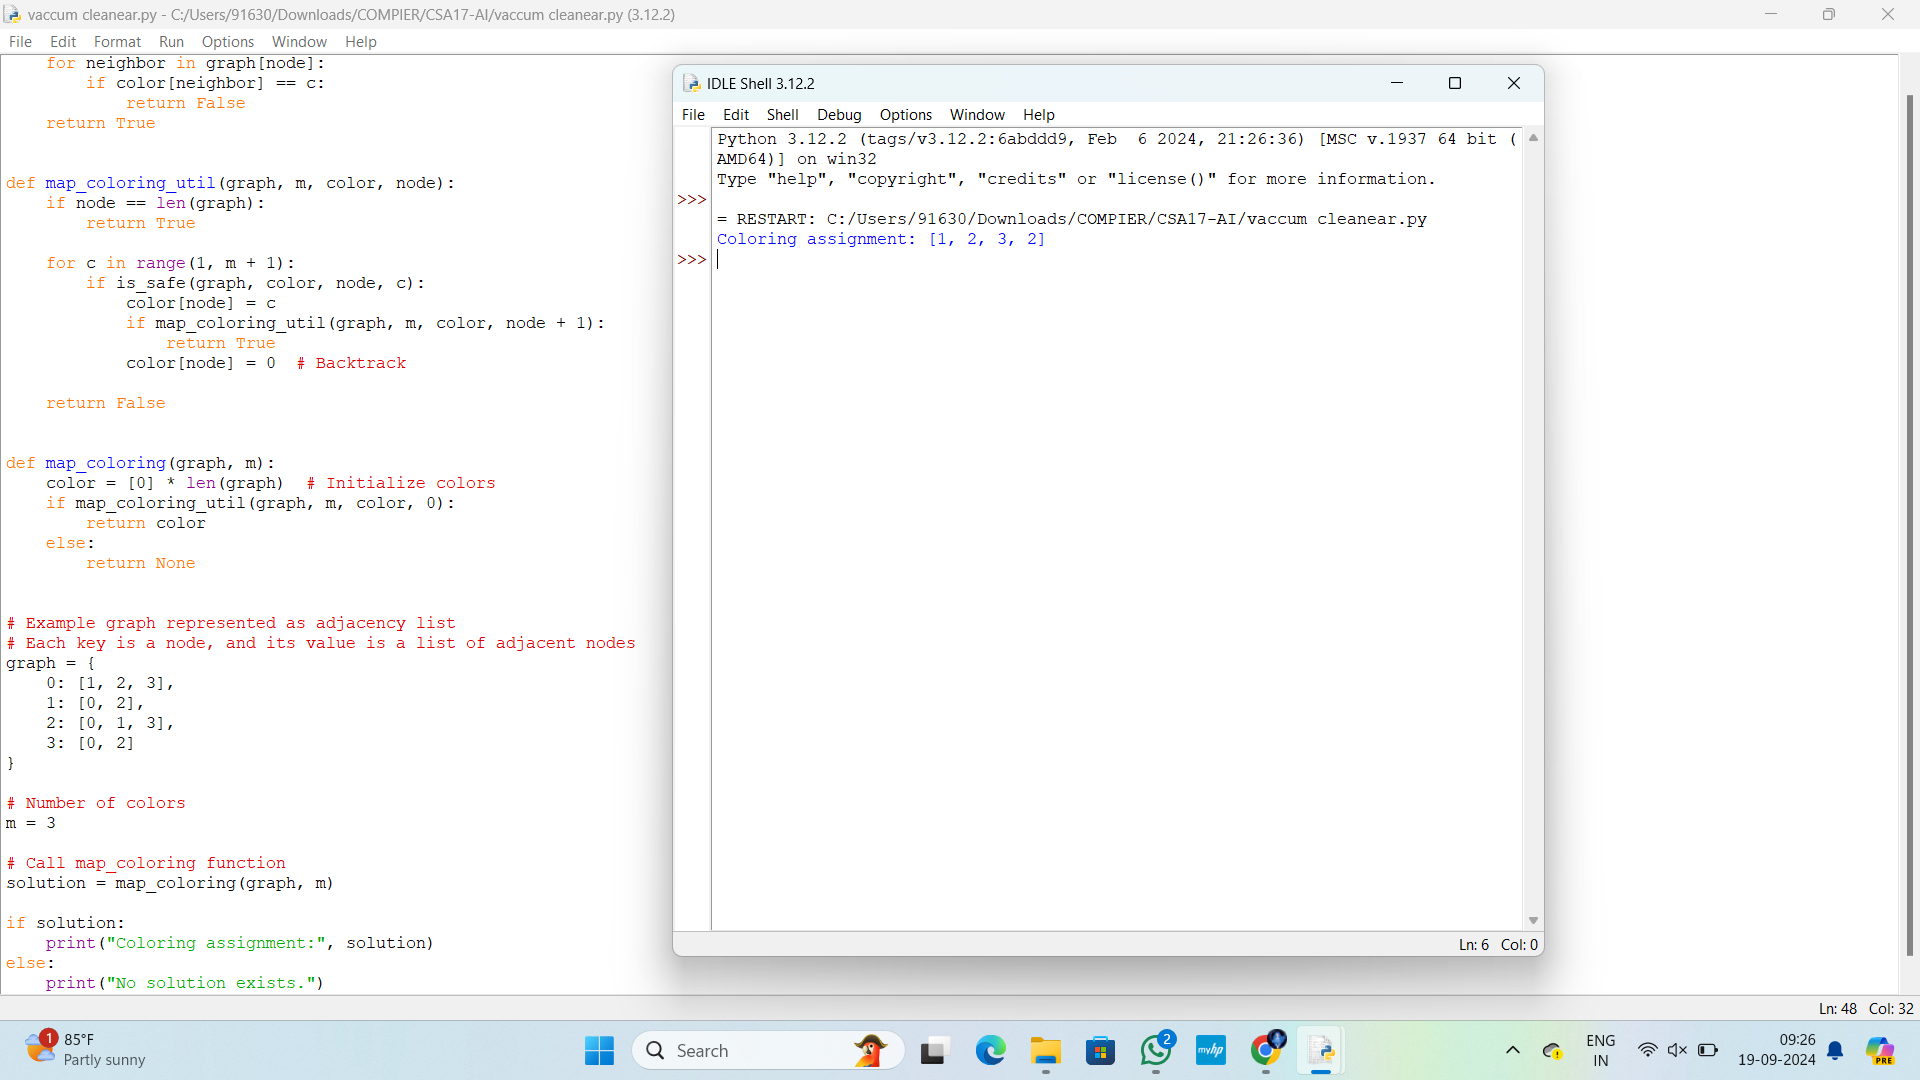 vaccum cleanear.py - C:/Users/91630/Downloads/COMPIER/CSA17-AI/vaccum cleanear.py (3.12.2)
File Edit Format Run Options Window Help
    for neighbor in graph[node]:
        if color[neighbor] == c:
            return False
    return True
def map_coloring_util(graph, m, color, node):
    if node == len(graph):
        return True
    for c in range(1, m + 1):
        if is_safe(graph, color, node, c):
            color[node] = c
            if map_coloring_util(graph, m, color, node + 1):
                return True
            color[node] = 0  # Backtrack
    return False
def map_coloring(graph, m):
    color = [0] * len(graph)  # Initialize colors
    if map_coloring_util(graph, m, color, 0):
        return color
    else:
        return None
# Example graph represented as adjacency list
# Each key is a node, and its value is a list of adjacent nodes
graph = {
    0: [1, 2, 3],
    1: [0, 2],
    2: [0, 1, 3],
    3: [0, 2]
}
# Number of colors
m = 3
# Call map_coloring function
solution = map_coloring(graph, m)
if solution:
    print("Coloring assignment:", solution)
else:
    print("No solution exists.")
IDLE Shell 3.12.2
File Edit Shell Debug Options Window Help
Python 3.12.2 (tags/v3.12.2:6abddd9, Feb  6 2024, 21:26:36) [MSC v.1937 64 bit (
AMD64)] on win32
Type "help", "copyright", "credits" or "license()" for more information.
>>>
= RESTART: C:/Users/91630/Downloads/COMPIER/CSA17-AI/vaccum cleanear.py
Coloring assignment: [1, 2, 3, 2]
>>>
Ln: 6 Col: 0
Ln: 48 Col: 32
1
85°F
Partly sunny
Search
2
myhp
ENG
IN
09:26
19-09-2024
PRE